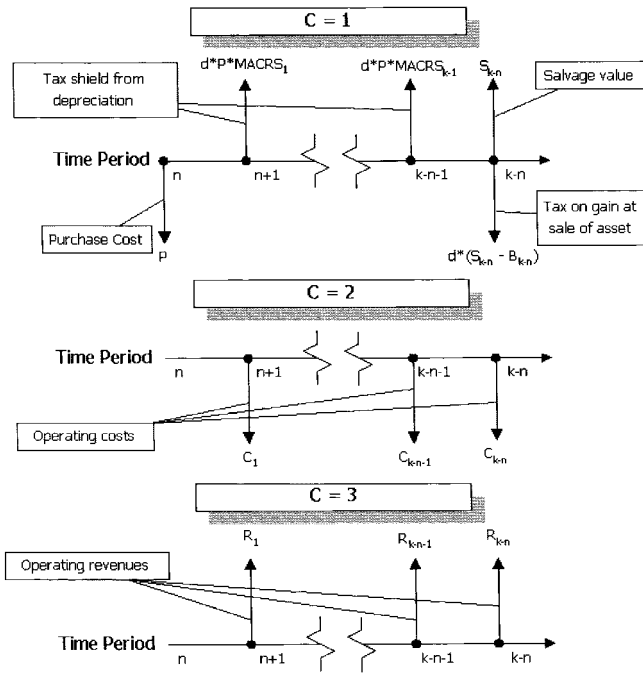 C = 1
d*P*MACRS₁
d*P*MACRSₖ₋₁
Sₖ₋ₙ
Tax shield from
depreciation
Salvage value
Time Period
n
n+1
k-n-1
k-n
Purchase Cost
P
Tax on gain at
sale of asset
d*(Sₖ₋ₙ - Bₖ₋ₙ)
C = 2
Time Period
n
n+1
k-n-1
k-n
Operating costs
C₁
Cₖ₋ₙ₋₁
Cₖ₋ₙ
C = 3
R₁
Rₖ₋ₙ₋₁
Rₖ₋ₙ
Operating revenues
Time Period
n
n+1
k-n-1
k-n